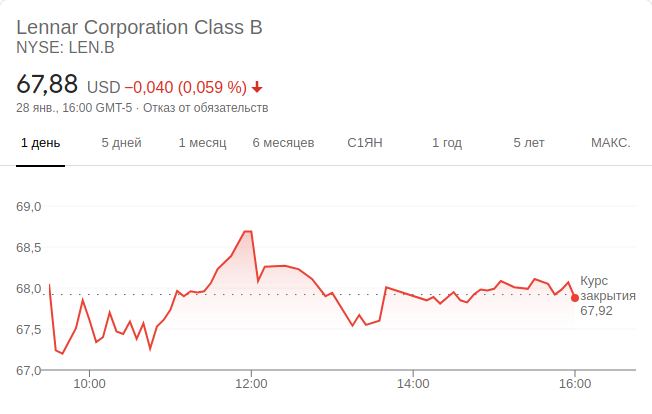 Lennar Corporation Class B
NYSE: LEN.B
67,88 USD −0,040 (0,059 %)
28 янв., 16:00 GMT-5 · Отказ от обязательств
1 день 5 дней 1 месяц 6 месяцев С1ЯН 1 год 5 лет МАКС.
69,0
68,5
68,0
67,5
67,0
Курс
закрытия
67,92
10:00 12:00 14:00 16:00